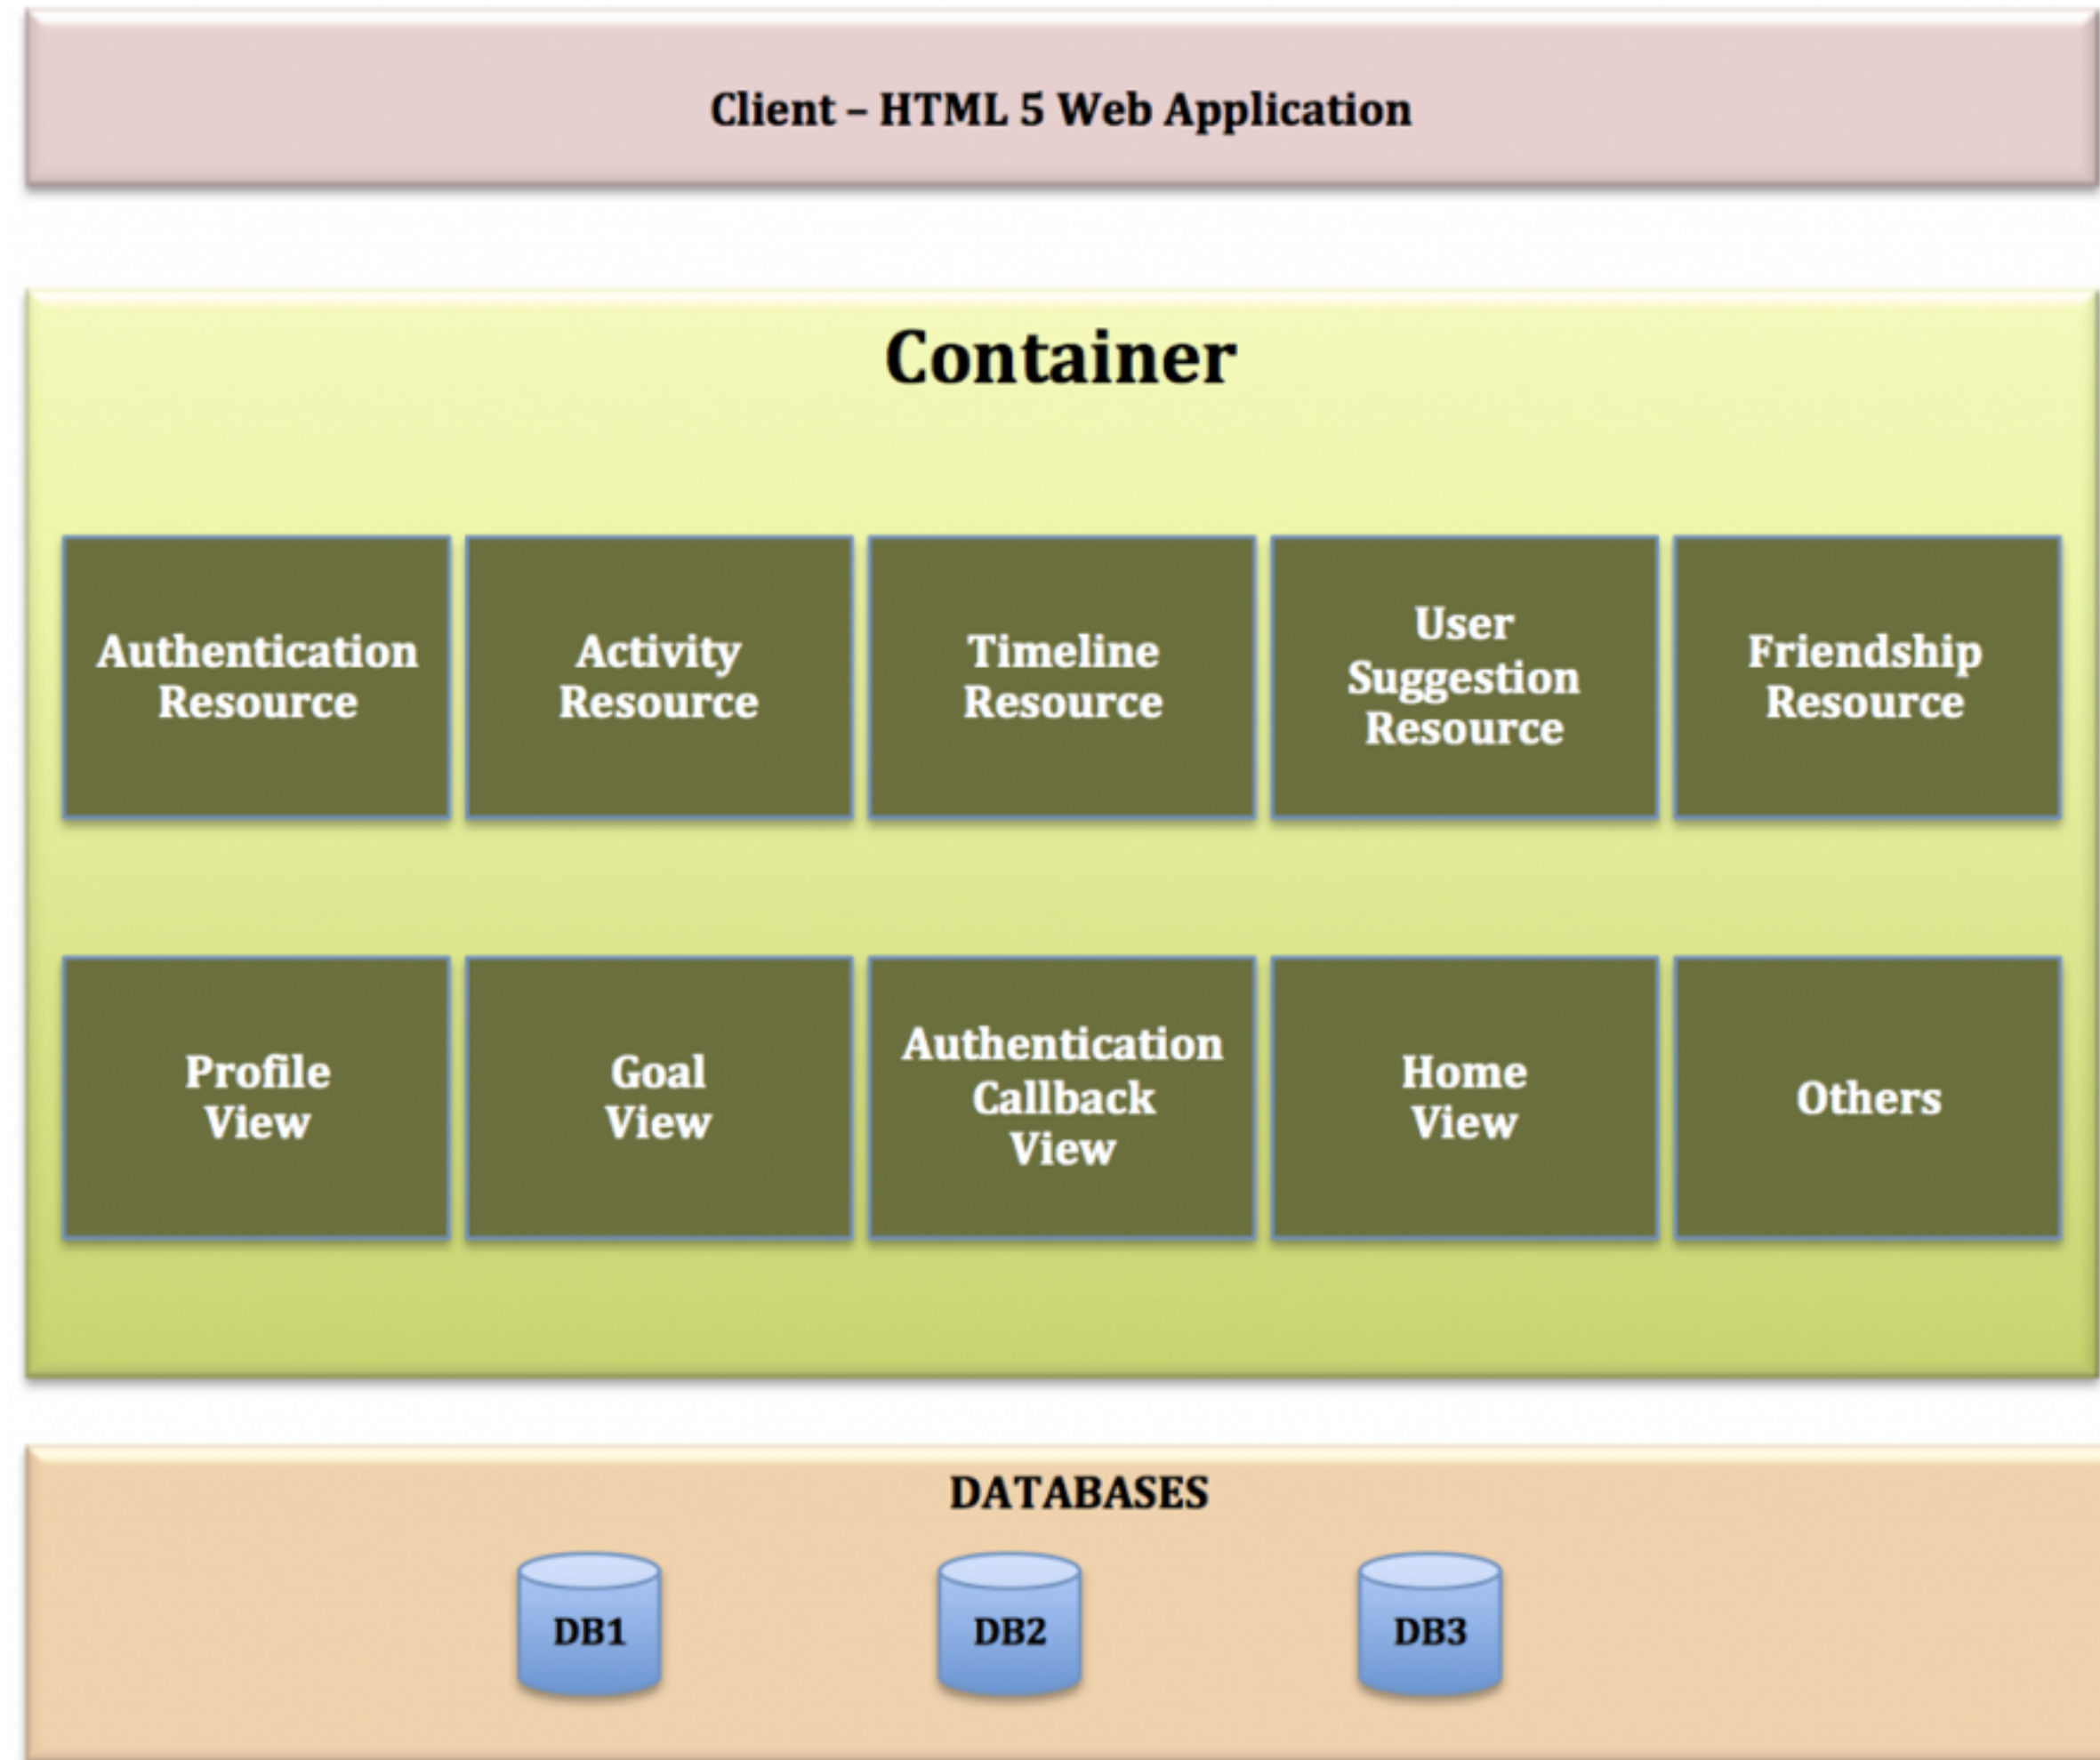 Client – HTML 5 Web Application
Container
Authentication
Resource
Activity
Resource
Timeline
Resource
User
Suggestion
Resource
Friendship
Resource
Profile
View
Goal
View
Authentication
Callback
View
Home
View
Others
DATABASES
DB1
DB2
DB3